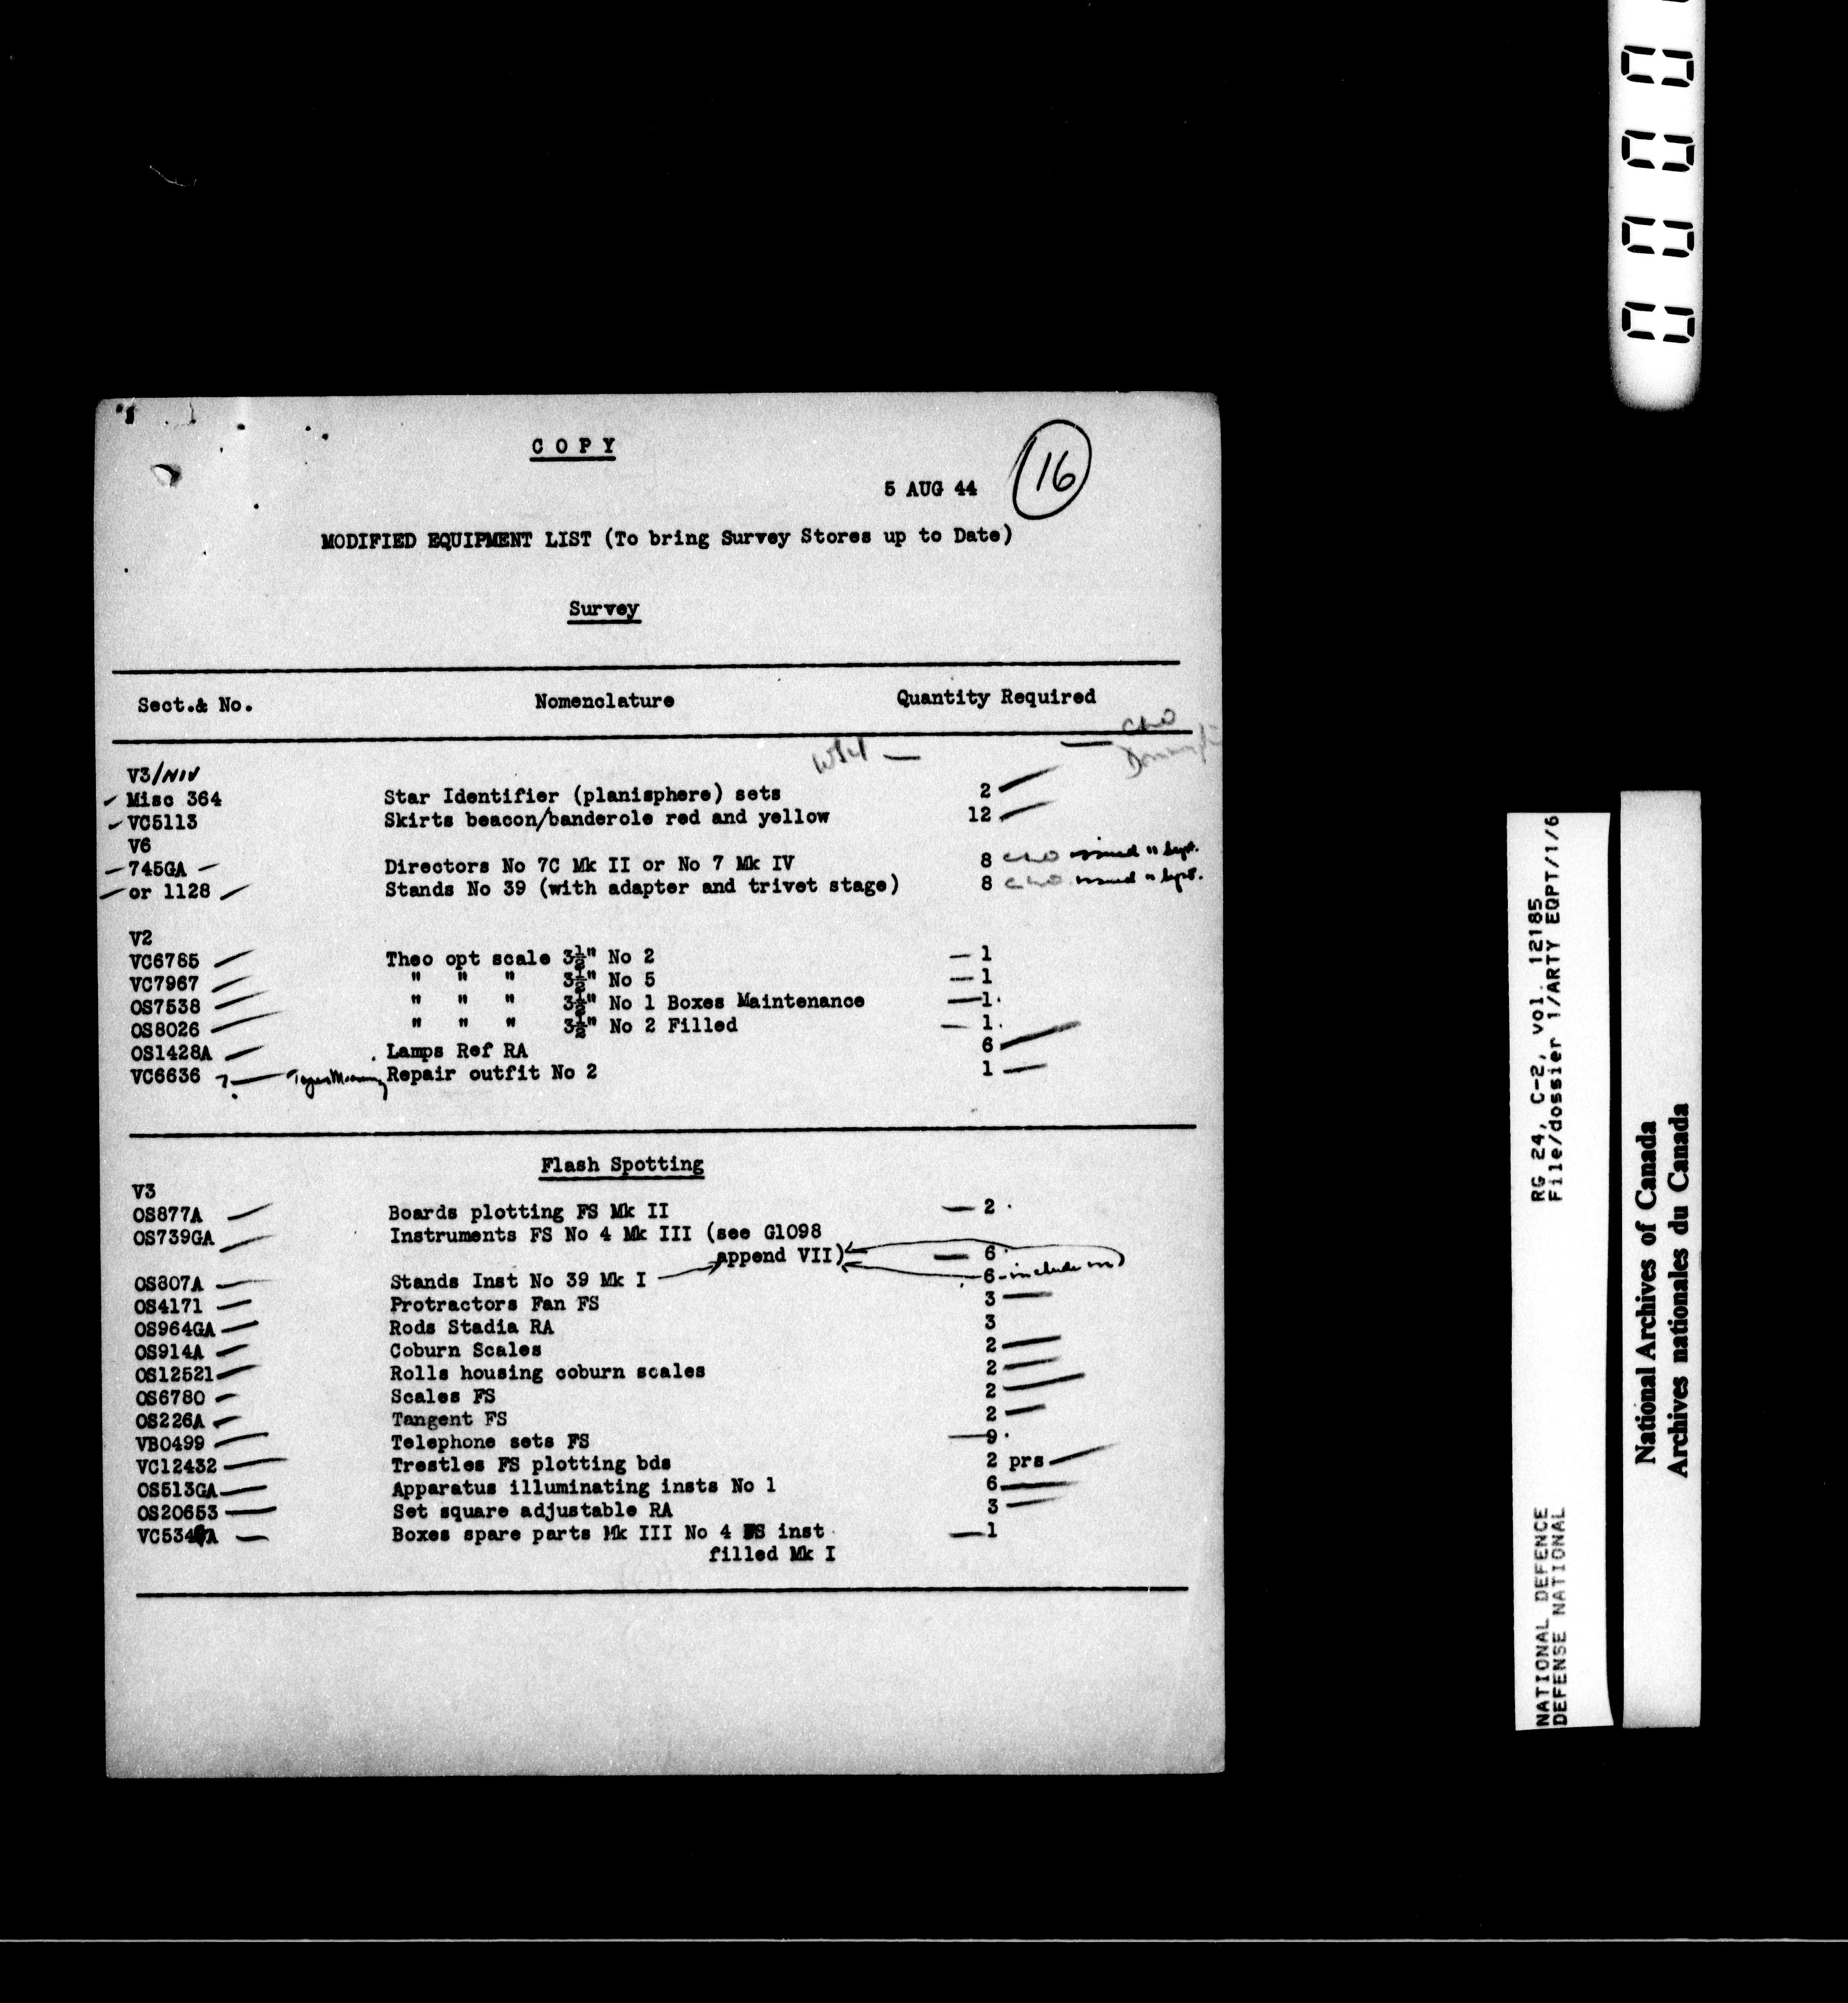 COPY
16
5 AUG 44
MODIFIED EQUIPMENT LIST (To bring Survey Stores up to Date)
Survey
Sect.& No. Nomenclature Quantity Required
V3/NIV
Misc 364 Star Identifier (planisphere) sets 2
VC5113 Skirts beacon/banderole red and yellow 12
V6
745GA Directors No 7C Mk II or No 7 Mk IV 8 issued 11 Sept.
or 1128 Stands No 39 (with adapter and trivet stage) 8 issued 11 Sept.
V2
VC6785 Theo opt scale 3½" No 2 1
VC7967 " " " 3½" No 5 1
OS7538 " " " 3½" No 1 Boxes Maintenance 1
OS8026 " " " 3½" No 2 Filled 1
OS1428A Lamps Ref RA 6
VC6636 ? Repair outfit No 2 1
Flash Spotting
V3
OS877A Boards plotting FS Mk II 2
OS739GA Instruments FS No 4 Mk III (see G1098
append VII) 6
OS807A Stands Inst No 39 Mk I 6 - include in
OS4171 Protractors Fan FS 3
OS964GA Rods Stadia RA 3
OS914A Coburn Scales 2
OS12521 Rolls housing coburn scales 2
OS6780 Scales FS 2
OS226A Tangent FS 2
VB0499 Telephone sets FS 9
VC12432 Trestles FS plotting bds 2 prs
OS513GA Apparatus illuminating insts No 1 6
OS20653 Set square adjustable RA 3
Boxes spare parts Mk III No 4 FS inst 1
filled Mk I
RG 24, C-2, vol. 12185
File/dossier 1/ARTY EQPT/1/6
NATIONAL DEFENCE
DEFENSE NATIONAL
National Archives of Canada
Archives nationales du Canada